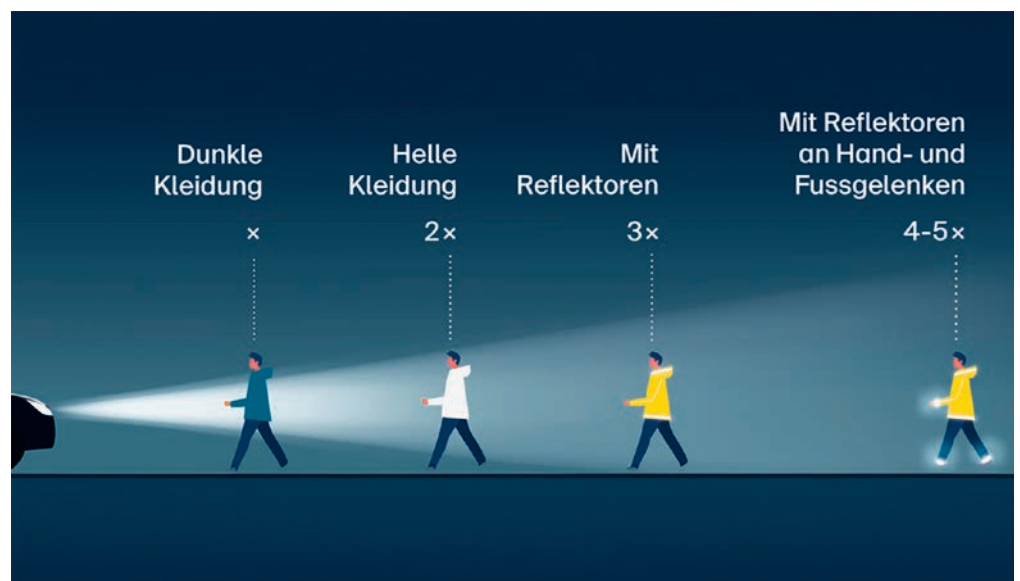 Dunkle
Kleidung
×
Helle
Kleidung
2×
Mit
Reflektoren
3×
Mit Reflektoren
an Hand- und
Fussgelenken
4-5×